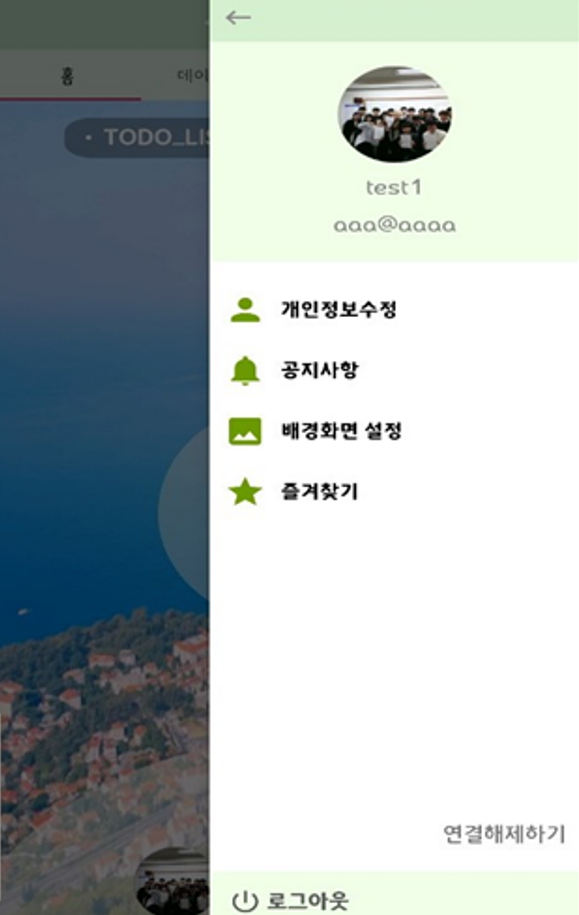 홈
데이
• TODO_LIS
test1
aaa@aaaa
개인정보수정
공지사항
배경화면 설정
즐겨찾기
연결해제하기
로그아웃